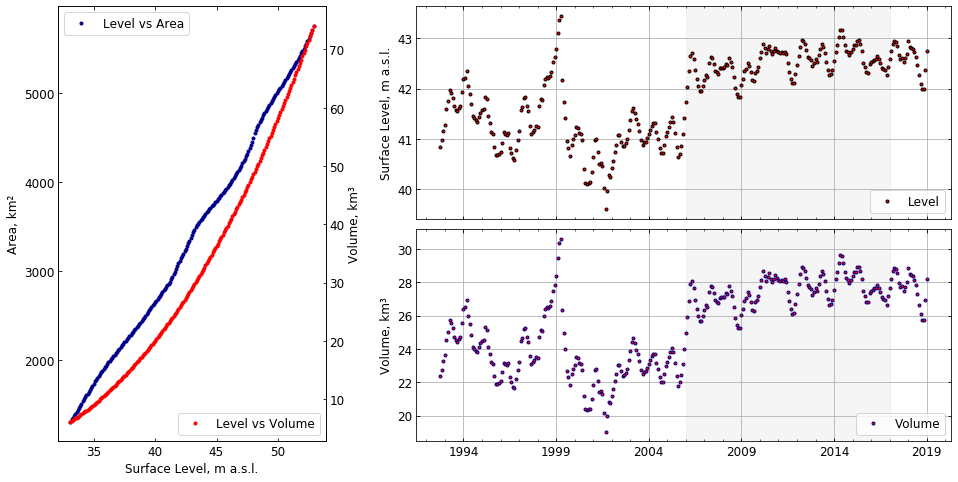 Level vs Area
Area, km²
5000
4000
3000
2000
70
60
50
40
30
20
10
Volume, km³
Level vs Volume
35 40 45 50
Surface Level, m a.s.l.
Surface Level, m a.s.l.
43
42
41
40
Level
Volume, km³
30
28
26
24
22
20
Volume
1994 1999 2004 2009 2014 2019